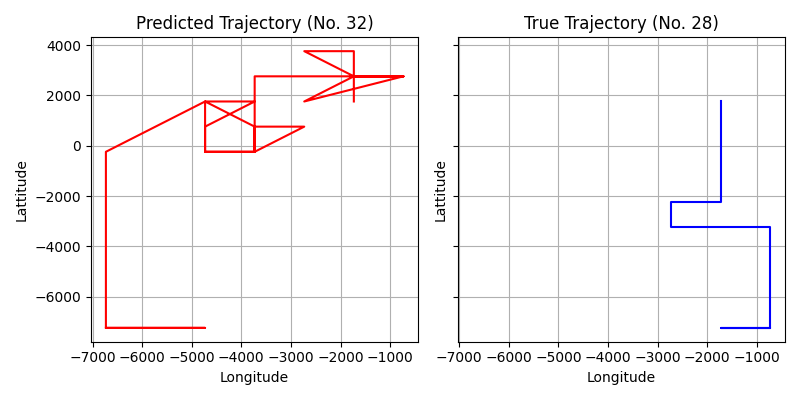 Predicted Trajectory (No. 32)
True Trajectory (No. 28)
4000
2000
0
−2000
−4000
−6000
Lattitude
Lattitude
−7000 −6000 −5000 −4000 −3000 −2000 −1000
−7000 −6000 −5000 −4000 −3000 −2000 −1000
Longitude
Longitude